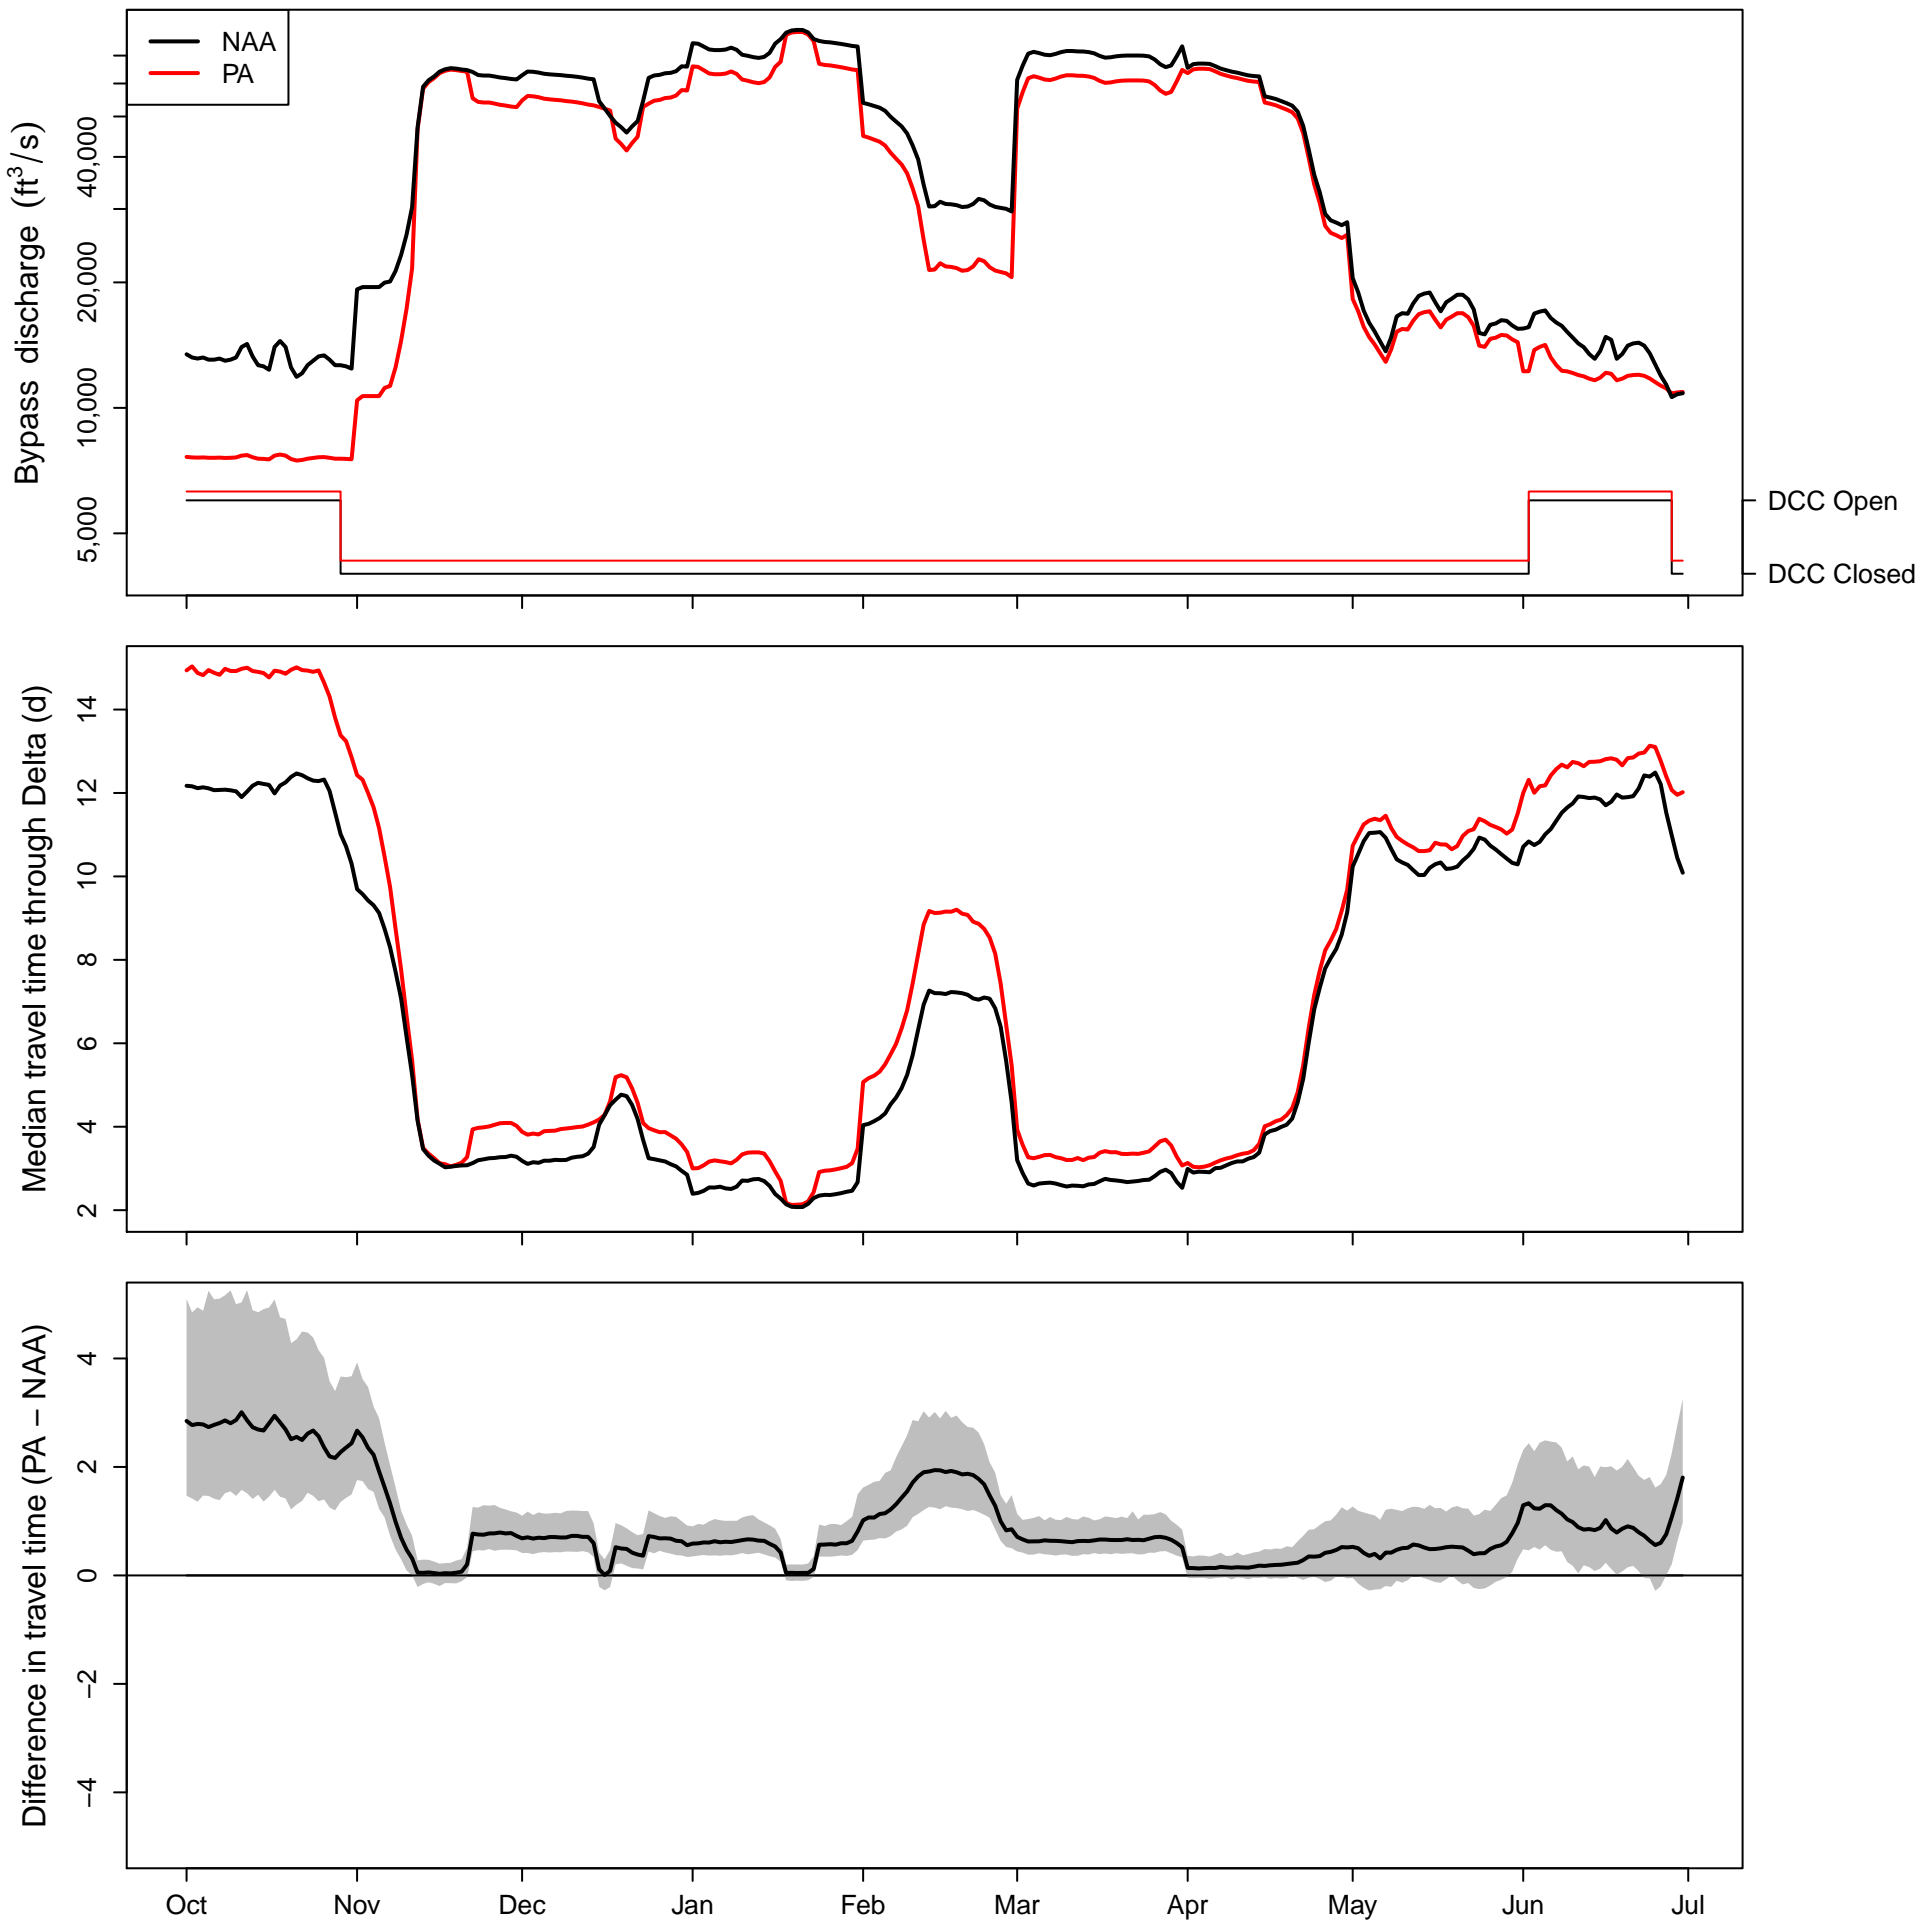 NAA
PA
Bypass discharge (ft3/s)
40,000
20,000
10,000
5,000
DCC Open
DCC Closed
Median travel time through Delta (d)
14
12
10
8
6
4
2
Difference in travel time (PA − NAA)
4
2
0
−2
−4
Oct Nov Dec Jan Feb Mar Apr May Jun Jul